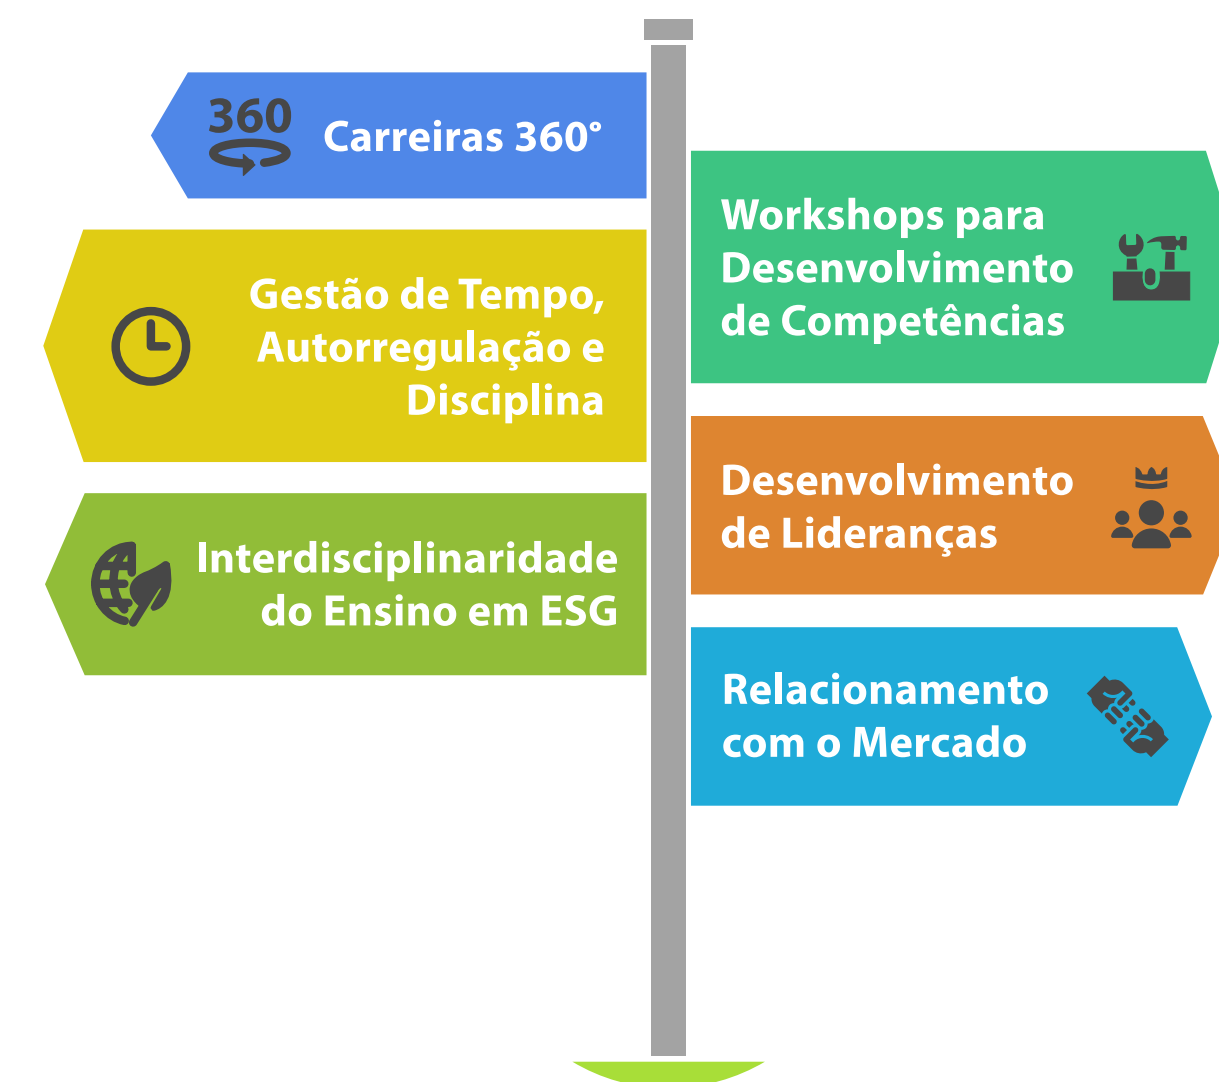 360
Carreiras 360°
Workshops para
Desenvolvimento
de Competências
Gestão de Tempo,
Autorregulação e
Disciplina
Desenvolvimento
de Lideranças
Interdisciplinaridade
do Ensino em ESG
Relacionamento
com o Mercado